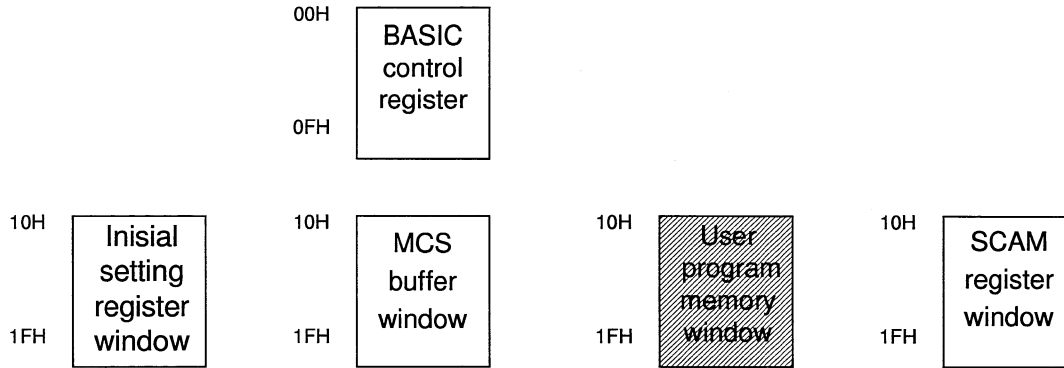 00H
BASIC
control
register
0FH
10H
Inisial
setting
register
window
1FH
10H
MCS
buffer
window
1FH
10H
User
program
memory
window
1FH
10H
SCAM
register
window
1FH